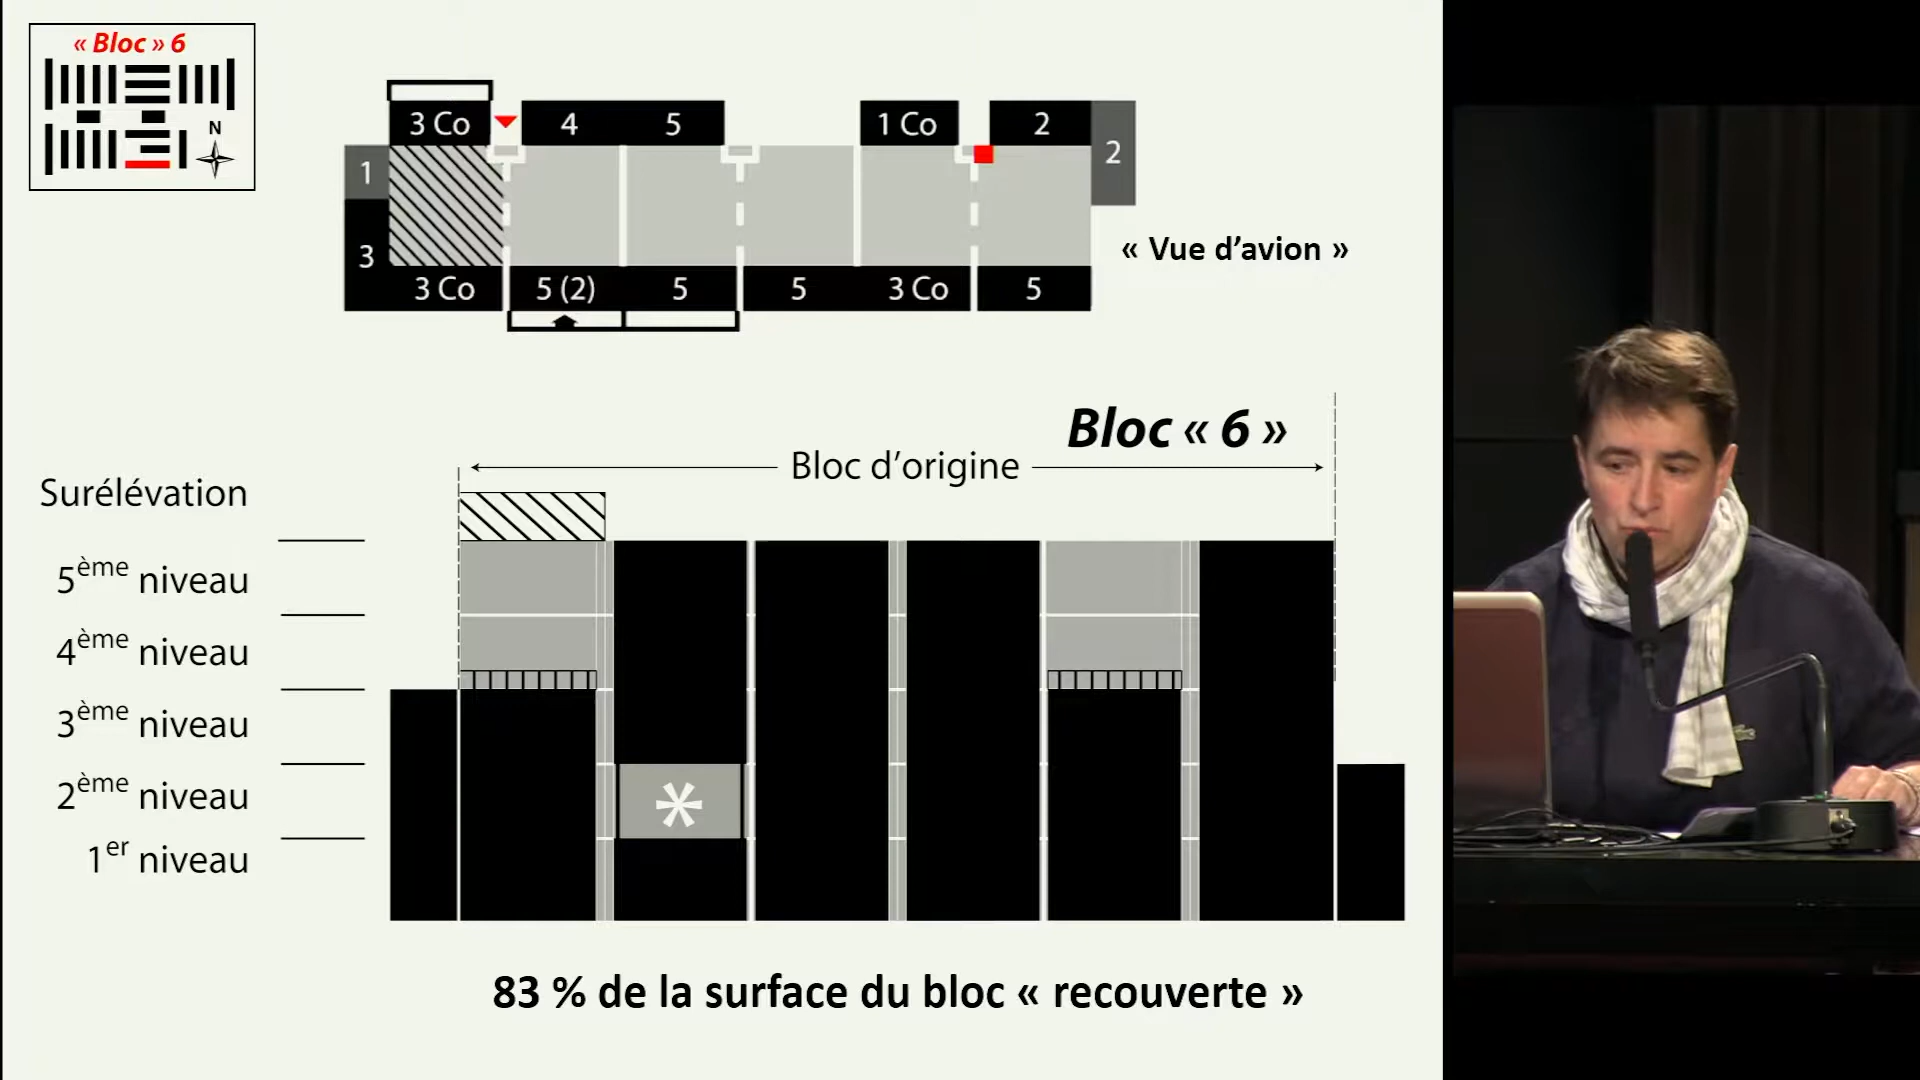 « Bloc » 6
N
3 Co 4 5 1 Co 2
1 2
3
« Vue d’avion »
3 Co 5 (2) 5 5 3 Co 5
Bloc « 6 »
Bloc d’origine
Surélévation
5ème niveau
4ème niveau
3ème niveau
2ème niveau
*
1er niveau
83 % de la surface du bloc « recouverte »